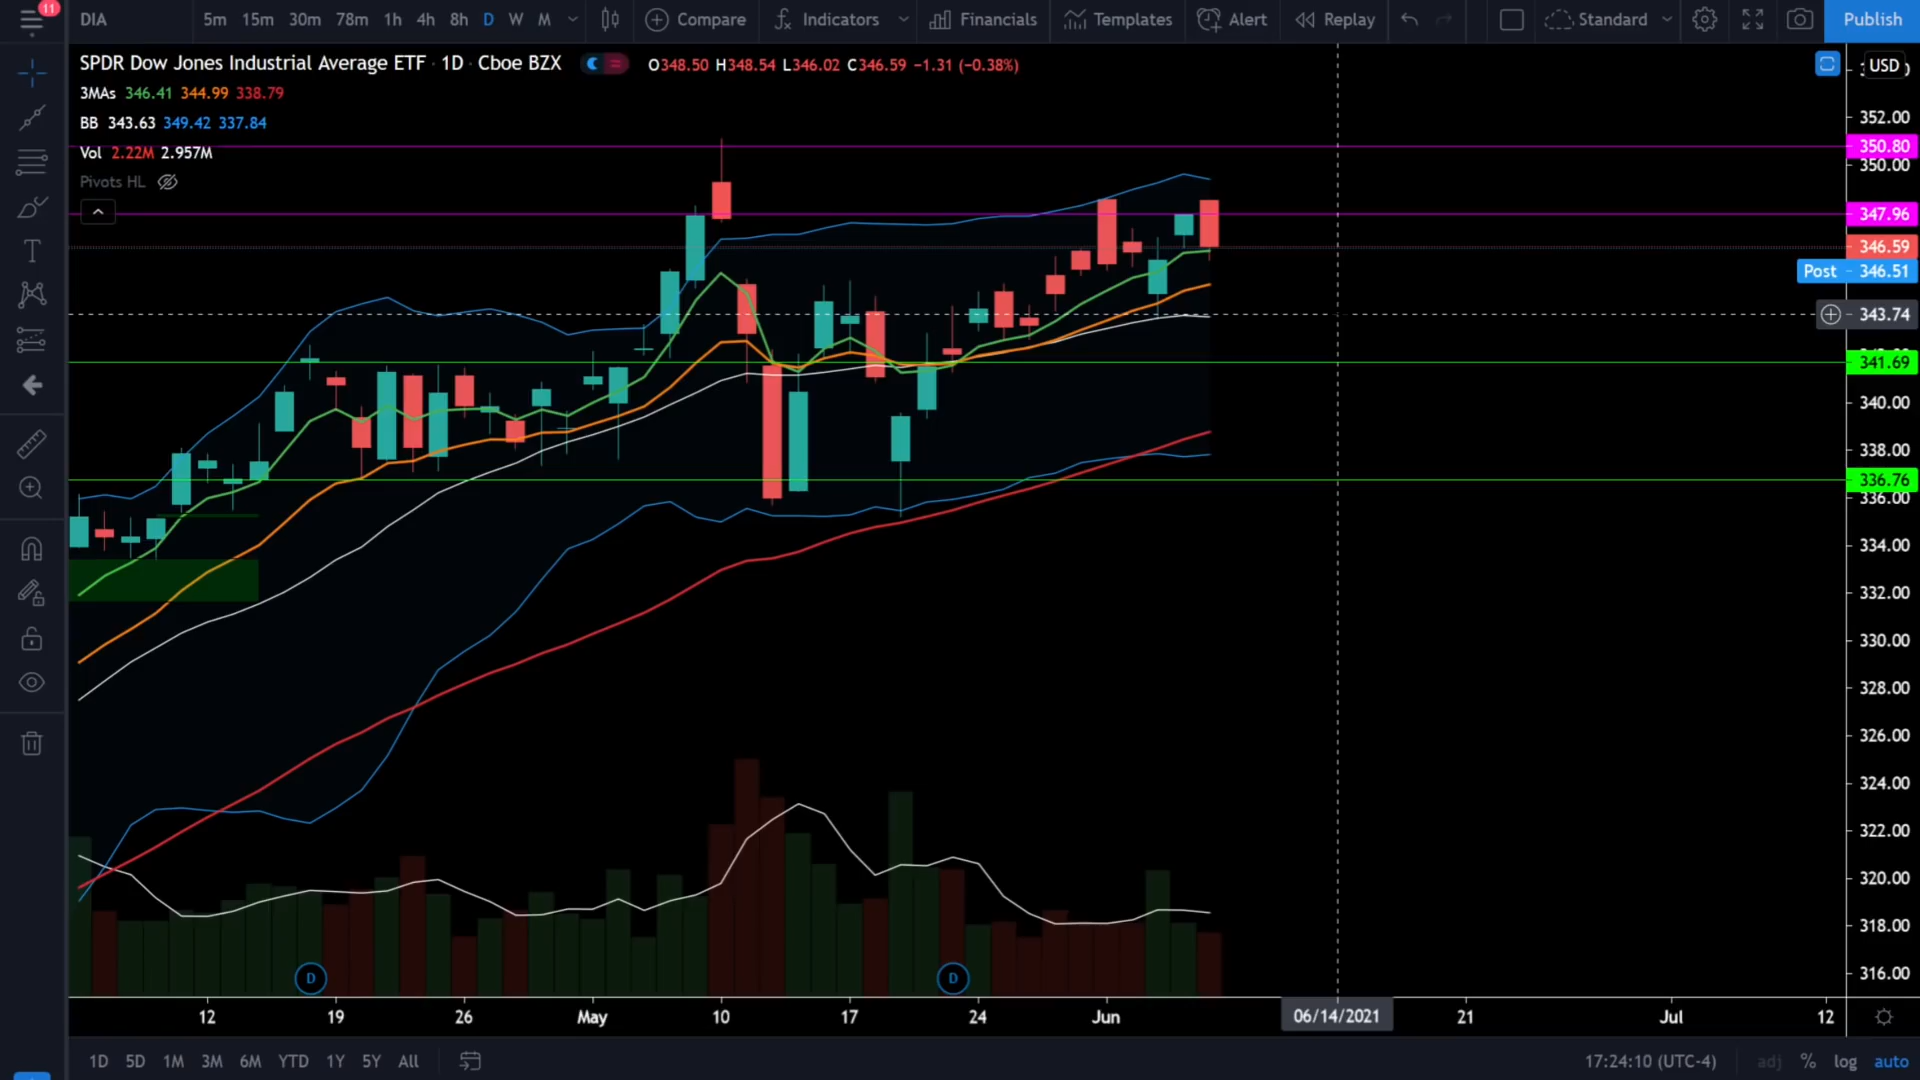 11
DIA
5m 15m 30m 78m 1h 4h 8h D W M Compare Indicators Financials Templates Alert Replay Standard Publish
SPDR Dow Jones Industrial Average ETF · 1D · Cboe BZX O348.50 H348.54 L346.02 C346.59 −1.31 (−0.38%)
USD
3MAs 346.41 344.99 338.79
BB 343.63 349.42 337.84
Vol 2.22M 2.957M
Pivots HL
352.00
350.80
350.00
347.96
346.59
Post 346.51
343.74
341.69
340.00
338.00
336.76
336.00
334.00
332.00
330.00
328.00
326.00
324.00
322.00
320.00
318.00
316.00
D D
12 19 26 May 10 17 24 Jun 06/14/2021 21 Jul 12
1D 5D 1M 3M 6M YTD 1Y 5Y All 17:24:10 (UTC-4) adj % log auto